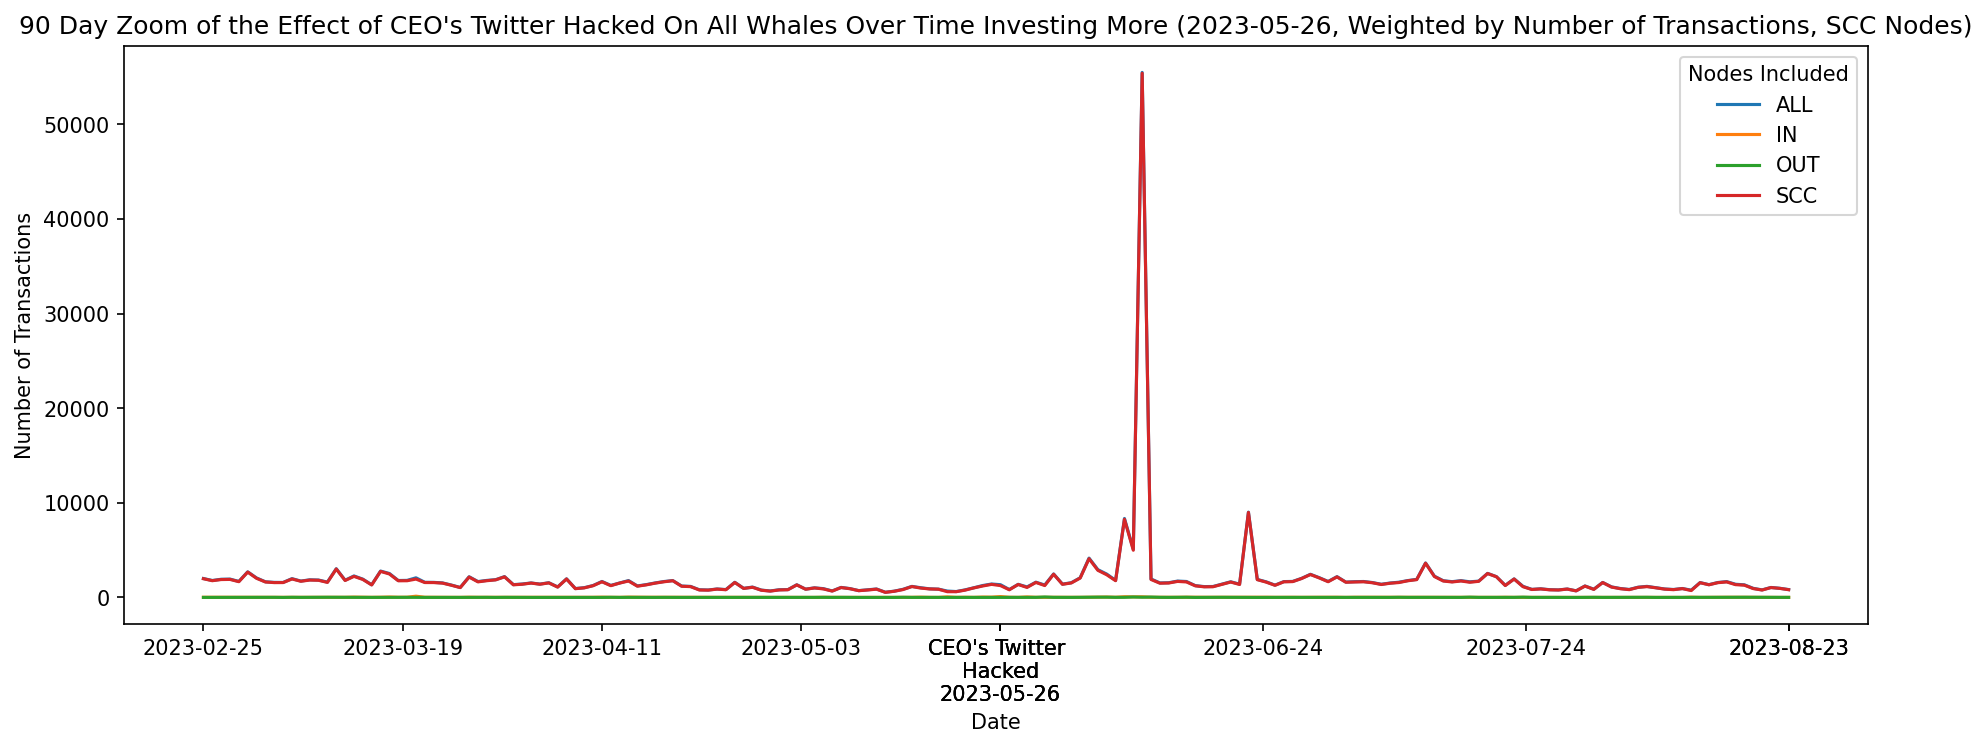 90 Day Zoom of the Effect of CEO's Twitter Hacked On All Whales Over Time Investing More (2023-05-26, Weighted by Number of Transactions, SCC Nodes)
Nodes Included
ALL
IN
OUT
SCC
Number of Transactions
50000
40000
30000
20000
10000
0
2023-02-25
2023-03-19
2023-04-11
2023-05-03
CEO's Twitter
Hacked
2023-05-26
2023-06-24
2023-07-24
2023-08-23
Date